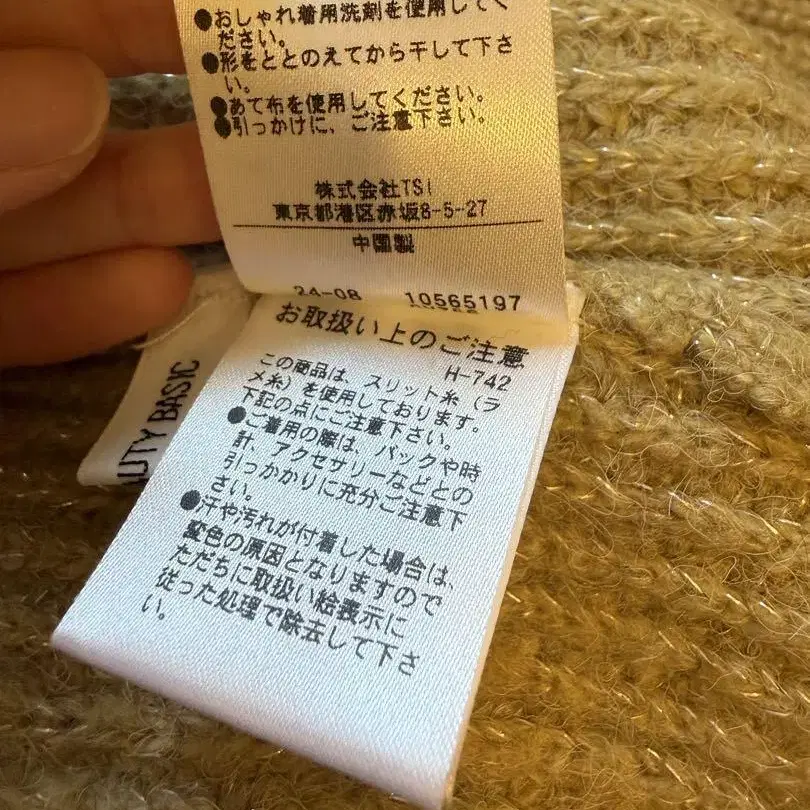 ●おしゃれ着用洗剤を使用してく
ださい。
●形をととのえてから干して下さ
い。
●あて布を使用してください。
●引っかけに、ご注意下さい。
株式会社TSI
東京都港区赤坂8-5-27
中国製
24-08 10565197
お取扱い上のご注意
H-742
この商品は、スリット糸(ラ
メ糸)を使用しております。
下記の点にご注意下さい。
●ご着用の際は、バックや時
計、アクセサリーなどとの
引っかかりに充分ご注意下
さい。
●汗や汚れが付着した場合は、
変色の原因となりますので
ただちに取扱い絵表示に
従った処理で除去して下さ
い。
UTY BASIC